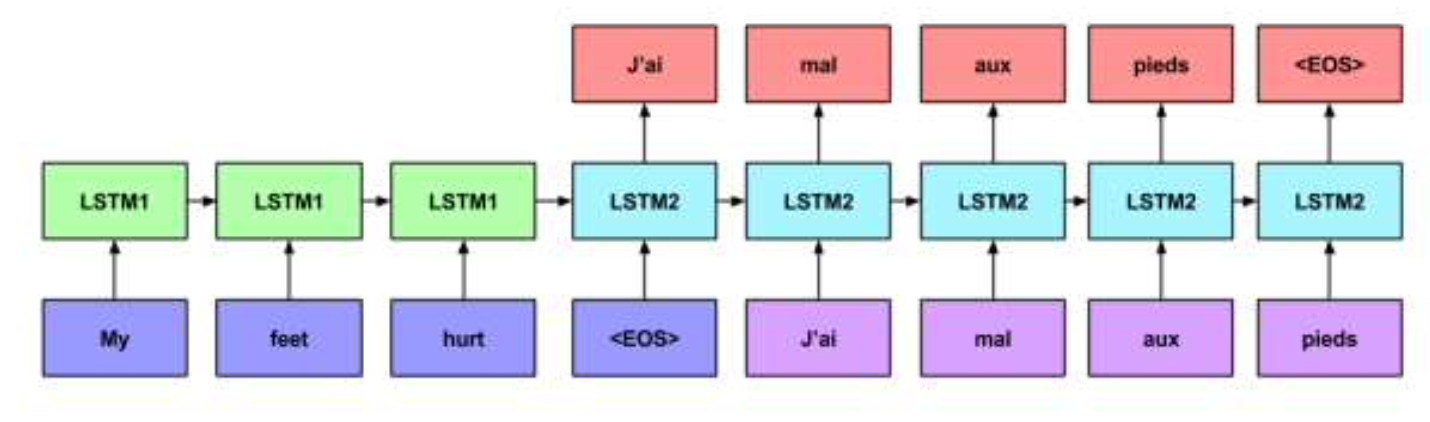 J'ai mal aux pieds <EOS>
LSTM1 LSTM1 LSTM1 LSTM2 LSTM2 LSTM2 LSTM2 LSTM2
My feet hurt <EOS> J'ai mal aux pieds